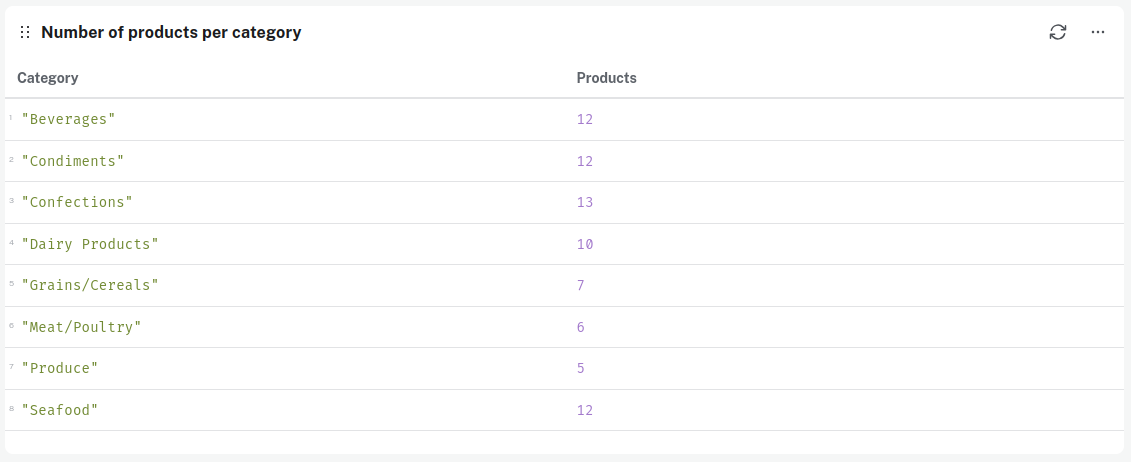 Number of products per category
Category Products
1 "Beverages" 12
2 "Condiments" 12
3 "Confections" 13
4 "Dairy Products" 10
5 "Grains/Cereals" 7
6 "Meat/Poultry" 6
7 "Produce" 5
8 "Seafood" 12